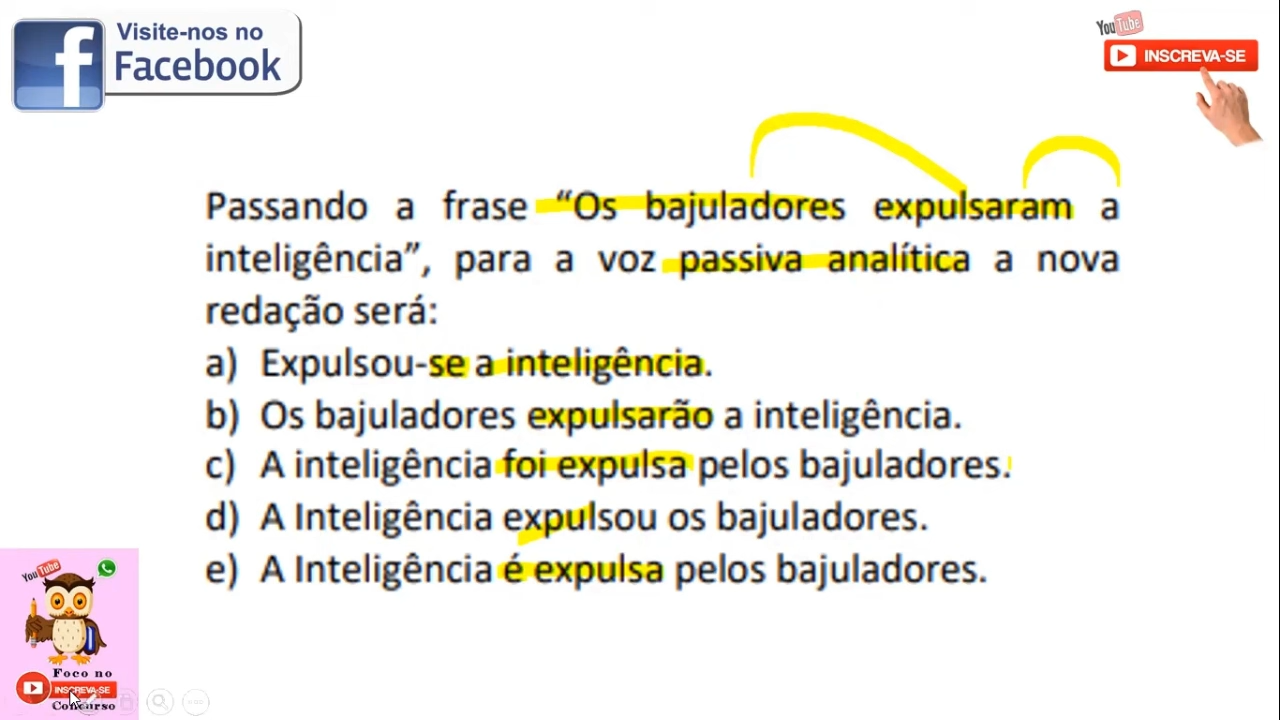 Visite-nos no
Facebook
YouTube
INSCREVA-SE
Passando a frase “Os bajuladores expulsaram a
inteligência”, para a voz passiva analítica a nova
redação será:
a) Expulsou-se a inteligência.
b) Os bajuladores expulsarão a inteligência.
c) A inteligência foi expulsa pelos bajuladores.
d) A Inteligência expulsou os bajuladores.
e) A Inteligência é expulsa pelos bajuladores.
YouTube
Foco no
INSCREVA-SE
Concurso